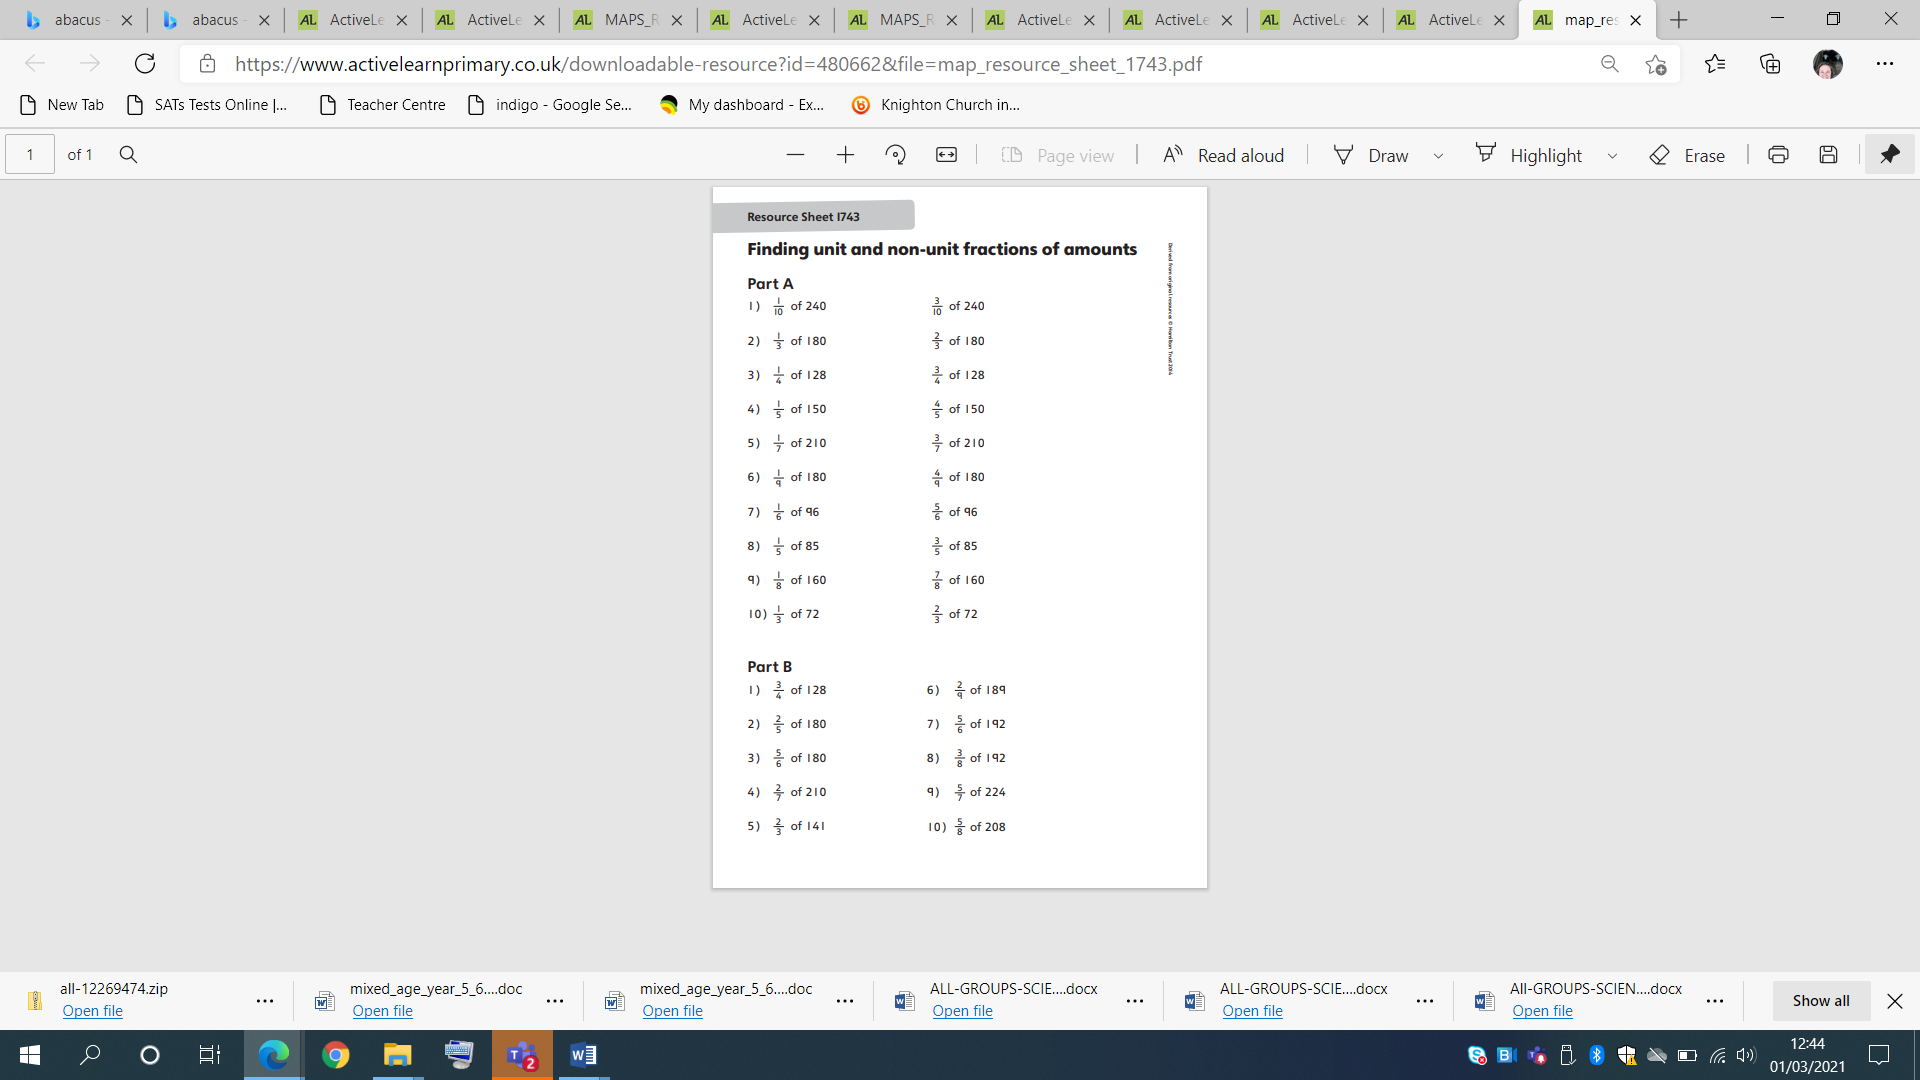 abacus
abacus
ActiveLe
ActiveLe
MAPS_R
ActiveLe
MAPS_R
ActiveLe
ActiveLe
ActiveLe
ActiveLe
map_res
https://www.activelearnprimary.co.uk/downloadable-resource?id=480662&file=map_resource_sheet_1743.pdf
New Tab
SATs Tests Online |...
Teacher Centre
indigo - Google Se...
My dashboard - Ex...
Knighton Church in...
1 of 1
Page view
Read aloud
Draw
Highlight
Erase
Resource Sheet 1743
Finding unit and non-unit fractions of amounts
Derived from original resources © Hamilton Trust 2014
Part A
1) 1/10 of 240 3/10 of 240
2) 1/3 of 180 2/3 of 180
3) 1/4 of 128 3/4 of 128
4) 1/5 of 150 4/5 of 150
5) 1/7 of 210 3/7 of 210
6) 1/9 of 180 4/9 of 180
7) 1/6 of 96 5/6 of 96
8) 1/5 of 85 3/5 of 85
9) 1/8 of 160 7/8 of 160
10) 1/3 of 72 2/3 of 72
Part B
1) 3/4 of 128 6) 2/9 of 189
2) 2/5 of 180 7) 5/6 of 192
3) 5/6 of 180 8) 3/8 of 192
4) 2/7 of 210 9) 5/7 of 224
5) 2/3 of 141 10) 5/8 of 208
all-12269474.zip
Open file
mixed_age_year_5_6....doc
Open file
mixed_age_year_5_6....doc
Open file
ALL-GROUPS-SCIE....docx
Open file
ALL-GROUPS-SCIE....docx
Open file
All-GROUPS-SCIEN....docx
Open file
Show all
2
12:44
01/03/2021